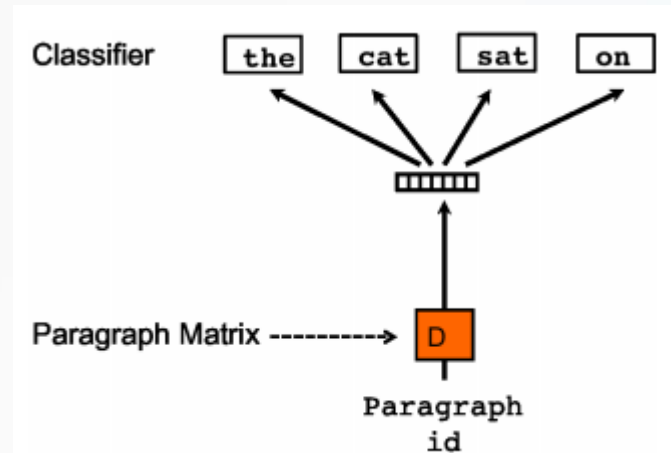 Classifier the cat sat on
Paragraph Matrix D
Paragraph
id